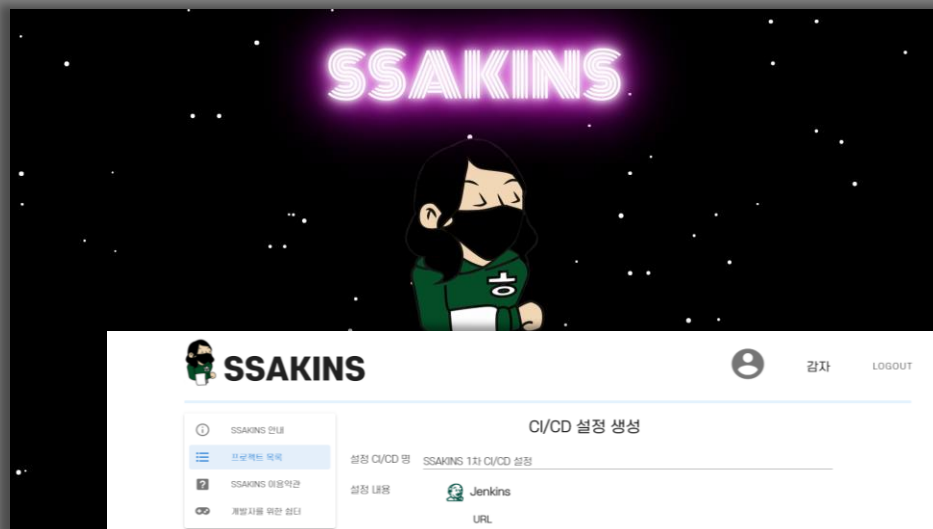 SSAKINS
ㅎ
SSAKINS
감자
LOGOUT
SSAKINS 안내
프로젝트 목록
SSAKINS 이용약관
개발자를 위한 쉼터
CI/CD 설정 생성
설정 CI/CD 명
SSAKINS 1차 CI/CD 설정
설정 내용
Jenkins
URL